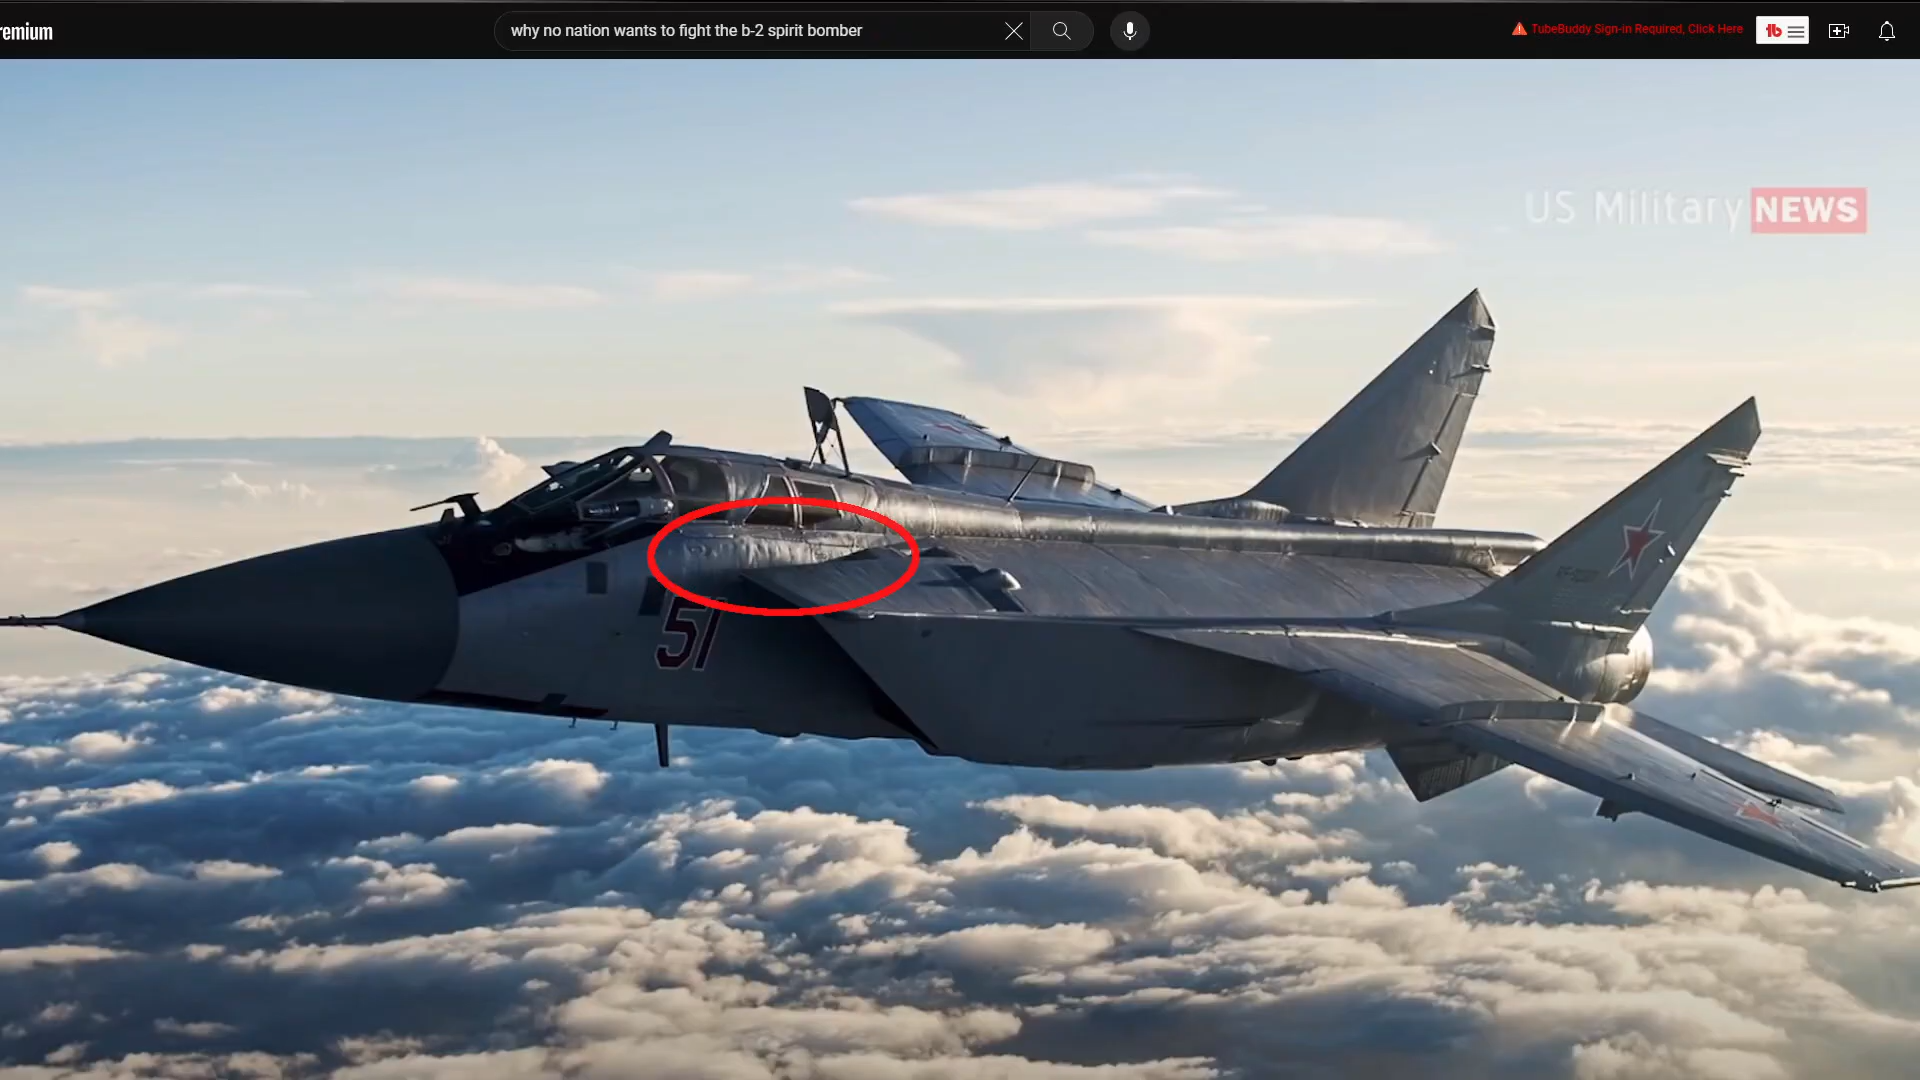 remium
why no nation wants to fight the b-2 spirit bomber
TubeBuddy Sign-in Required, Click Here
tb
US Military NEWS
51